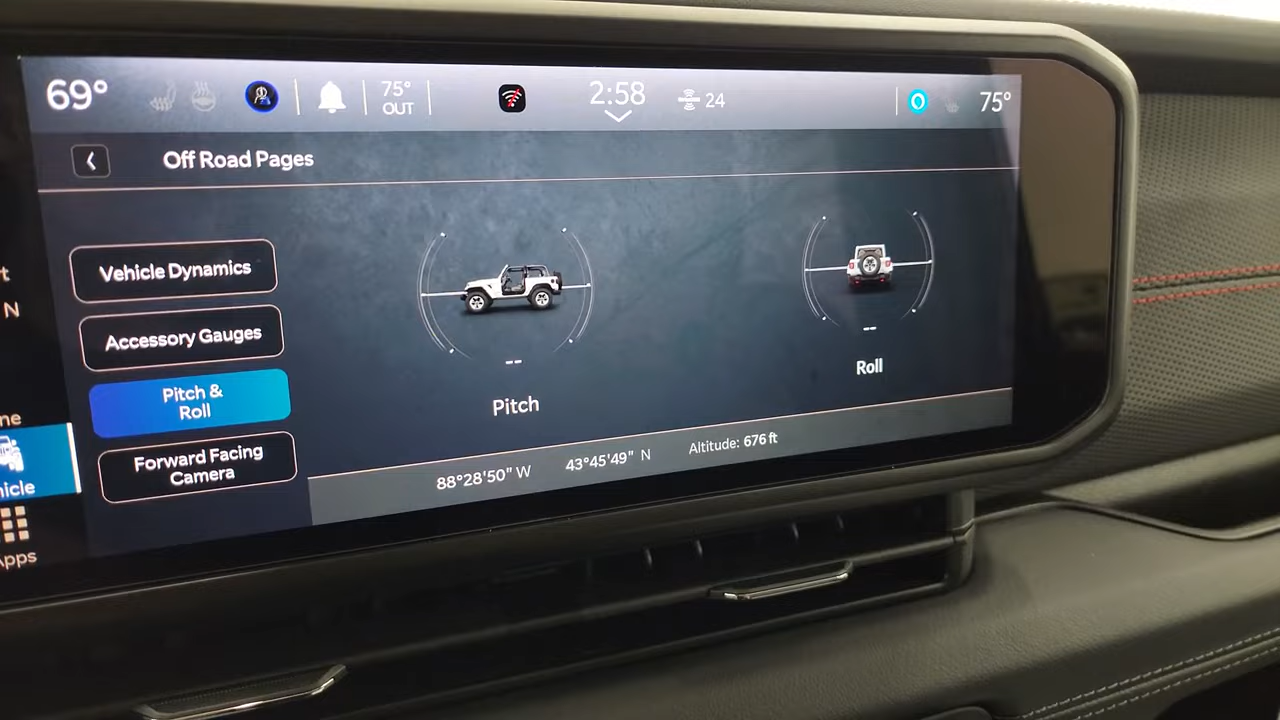 69°
75°
OUT
2:58
24
75°
Off Road Pages
Vehicle Dynamics
Accessory Gauges
Pitch &
Roll
Forward Facing
Camera
--
Pitch
--
Roll
88°28'50" W 43°45'49" N Altitude: 676 ft
t
N
ne
hicle
Apps